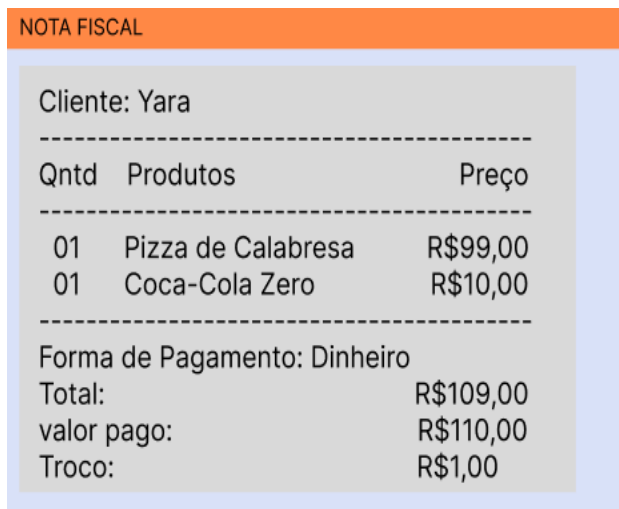 NOTA FISCAL
Cliente: Yara
------------------------------------------
Qntd Produtos Preço
------------------------------------------
01 Pizza de Calabresa R$99,00
01 Coca-Cola Zero R$10,00
------------------------------------------
Forma de Pagamento: Dinheiro
Total: R$109,00
valor pago: R$110,00
Troco: R$1,00